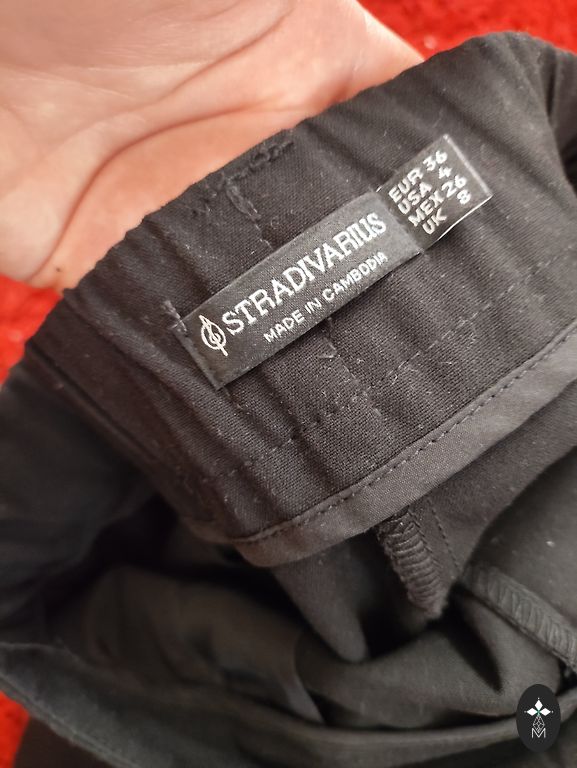 STRADIVARIUS
MADE IN CAMBODIA
EUR 36
USA 4
MEX 26
UK 8
M